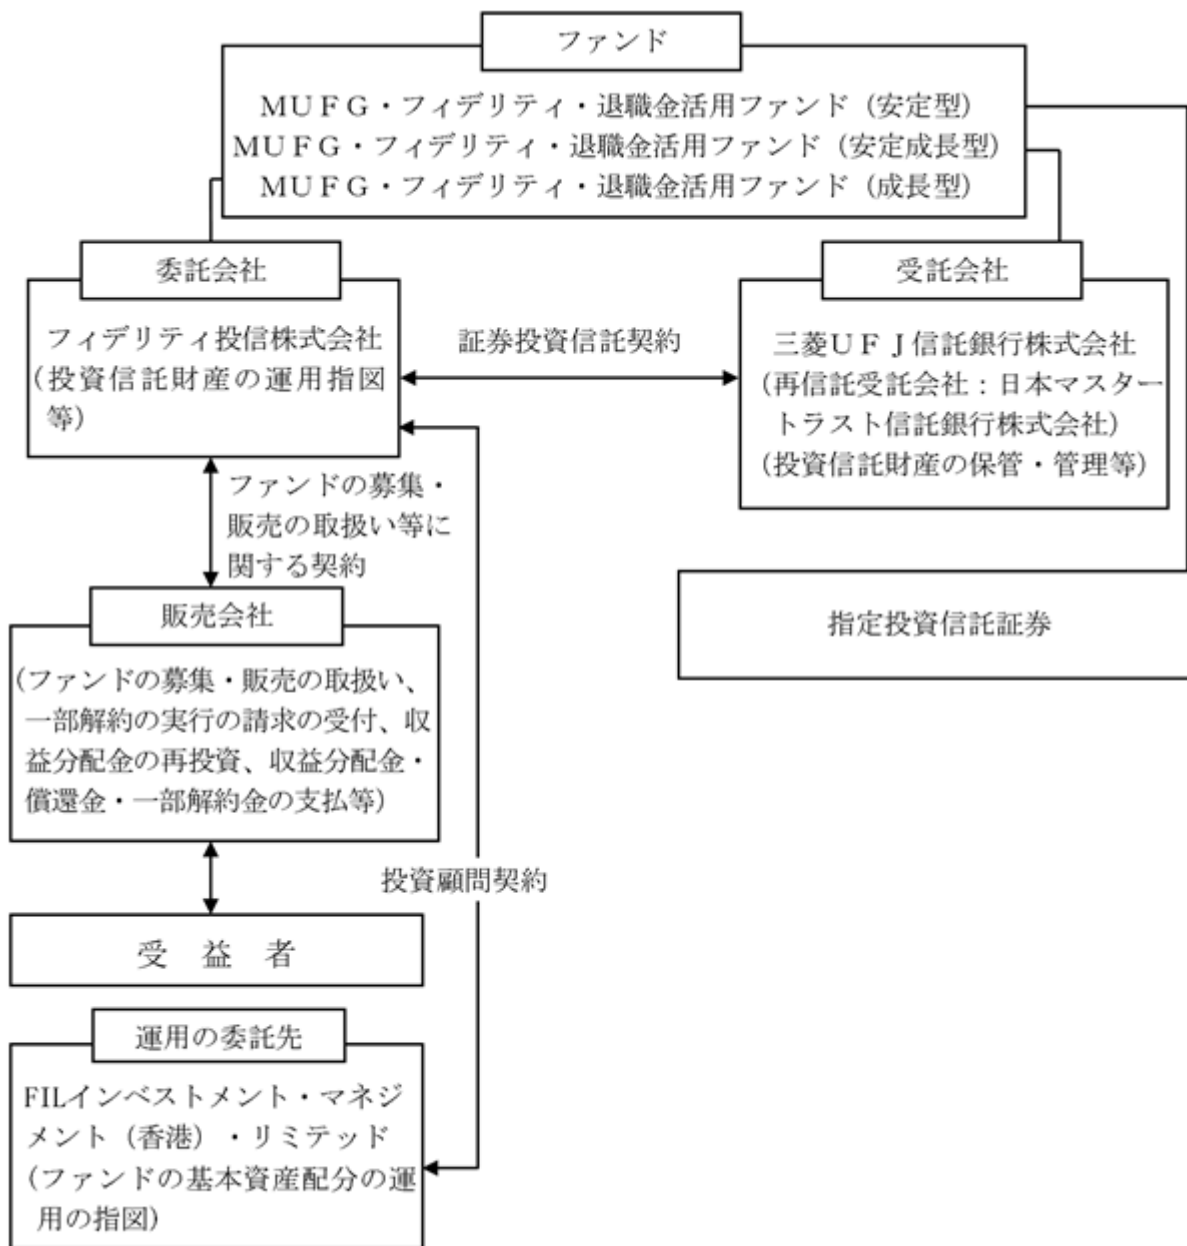 ファンド
MUFG・フィデリティ・退職金活用ファンド（安定型）
MUFG・フィデリティ・退職金活用ファンド（安定成長型）
MUFG・フィデリティ・退職金活用ファンド（成長型）
委託会社
フィデリティ投信株式会社
（投資信託財産の運用指図
等）
証券投資信託契約
受託会社
三菱UFJ信託銀行株式会社
（再信託受託会社：日本マスター
トラスト信託銀行株式会社）
（投資信託財産の保管・管理等）
ファンドの募集・
販売の取扱い等に
関する契約
指定投資信託証券
販売会社
（ファンドの募集・販売の取扱い、
一部解約の実行の請求の受付、収
益分配金の再投資、収益分配金・
償還金・一部解約金の支払等）
投資顧問契約
受　益　者
運用の委託先
FILインベストメント・マネジ
メント（香港）・リミテッド
（ファンドの基本資産配分の運
用の指図）